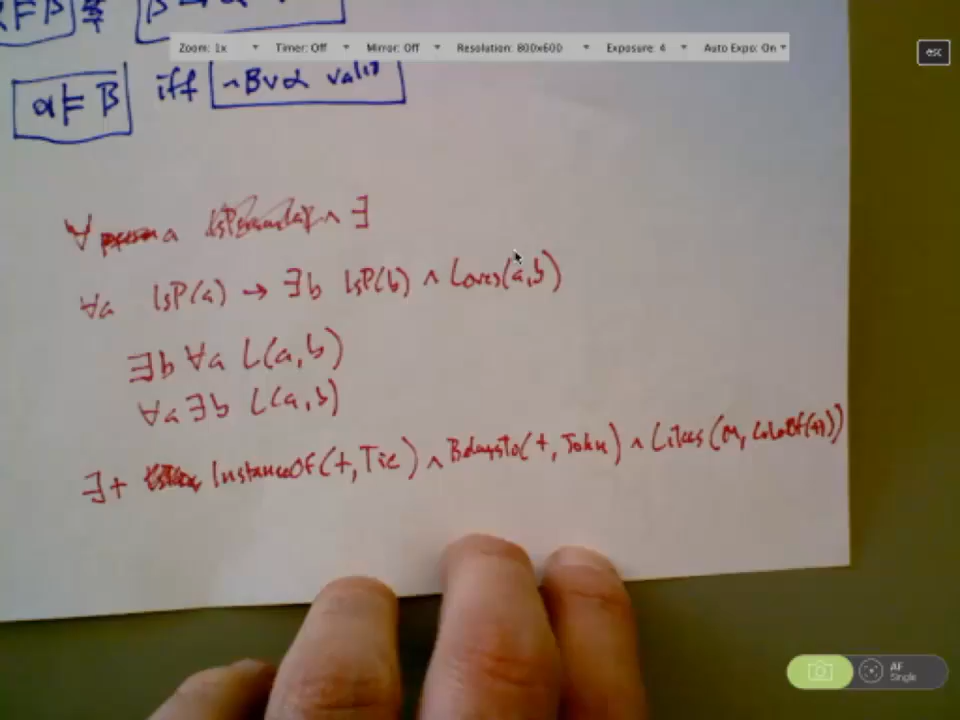 β
Zoom: 1x Timer: Off Mirror: Off Resolution: 800x600 Exposure: 4 Auto Expo: On
esc
α ⊨ β iff ¬β ∨ α valid
∀ a ∧ ∃
∀a IsP(a) → ∃b IsP(b) ∧ Loves(a,b)
∃b ∀a L(a,b)
∀a ∃b L(a,b)
∃t InstanceOf(t, Tie) ∧ BelongsTo(t, John) ∧ Likes(M, ColorOf(t))
AF
Single